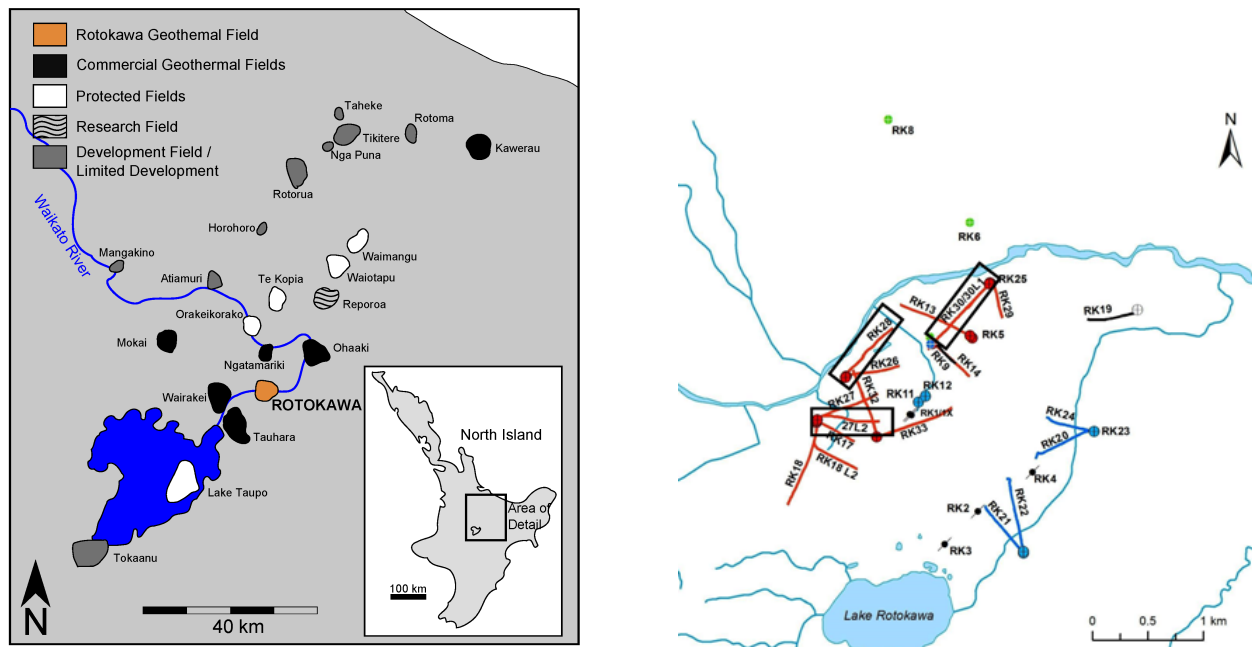 Rotokawa Geothemal Field
Commercial Geothermal Fields
Protected Fields
Research Field
Development Field /
Limited Development
Taheke
Rotoma
Tikitere
Nga Puna
Kawerau
Rotorua
Horohoro
Waikato River
Mangakino
Waimangu
Atiamuri
Te Kopia
Waiotapu
Reporoa
Orakeikorako
Mokai
Ohaaki
Ngatamariki
Wairakei
ROTOKAWA
Tauhara
Lake Taupo
Tokaanu
N
40 km
North Island
Area of
Detail
100 km
RK8
N
RK6
RK25
RK30/30L1
RK29
RK13
RK19
RK28
RK5
RK9
RK14
RK26
RK32
RK27
RK11
RK12
RK1/1X
27L2
RK33
RK17
RK24
RK23
RK20
RK18
RK18 L2
RK4
RK22
RK2
RK21
RK3
Lake Rotokawa
0 0.5 1 km